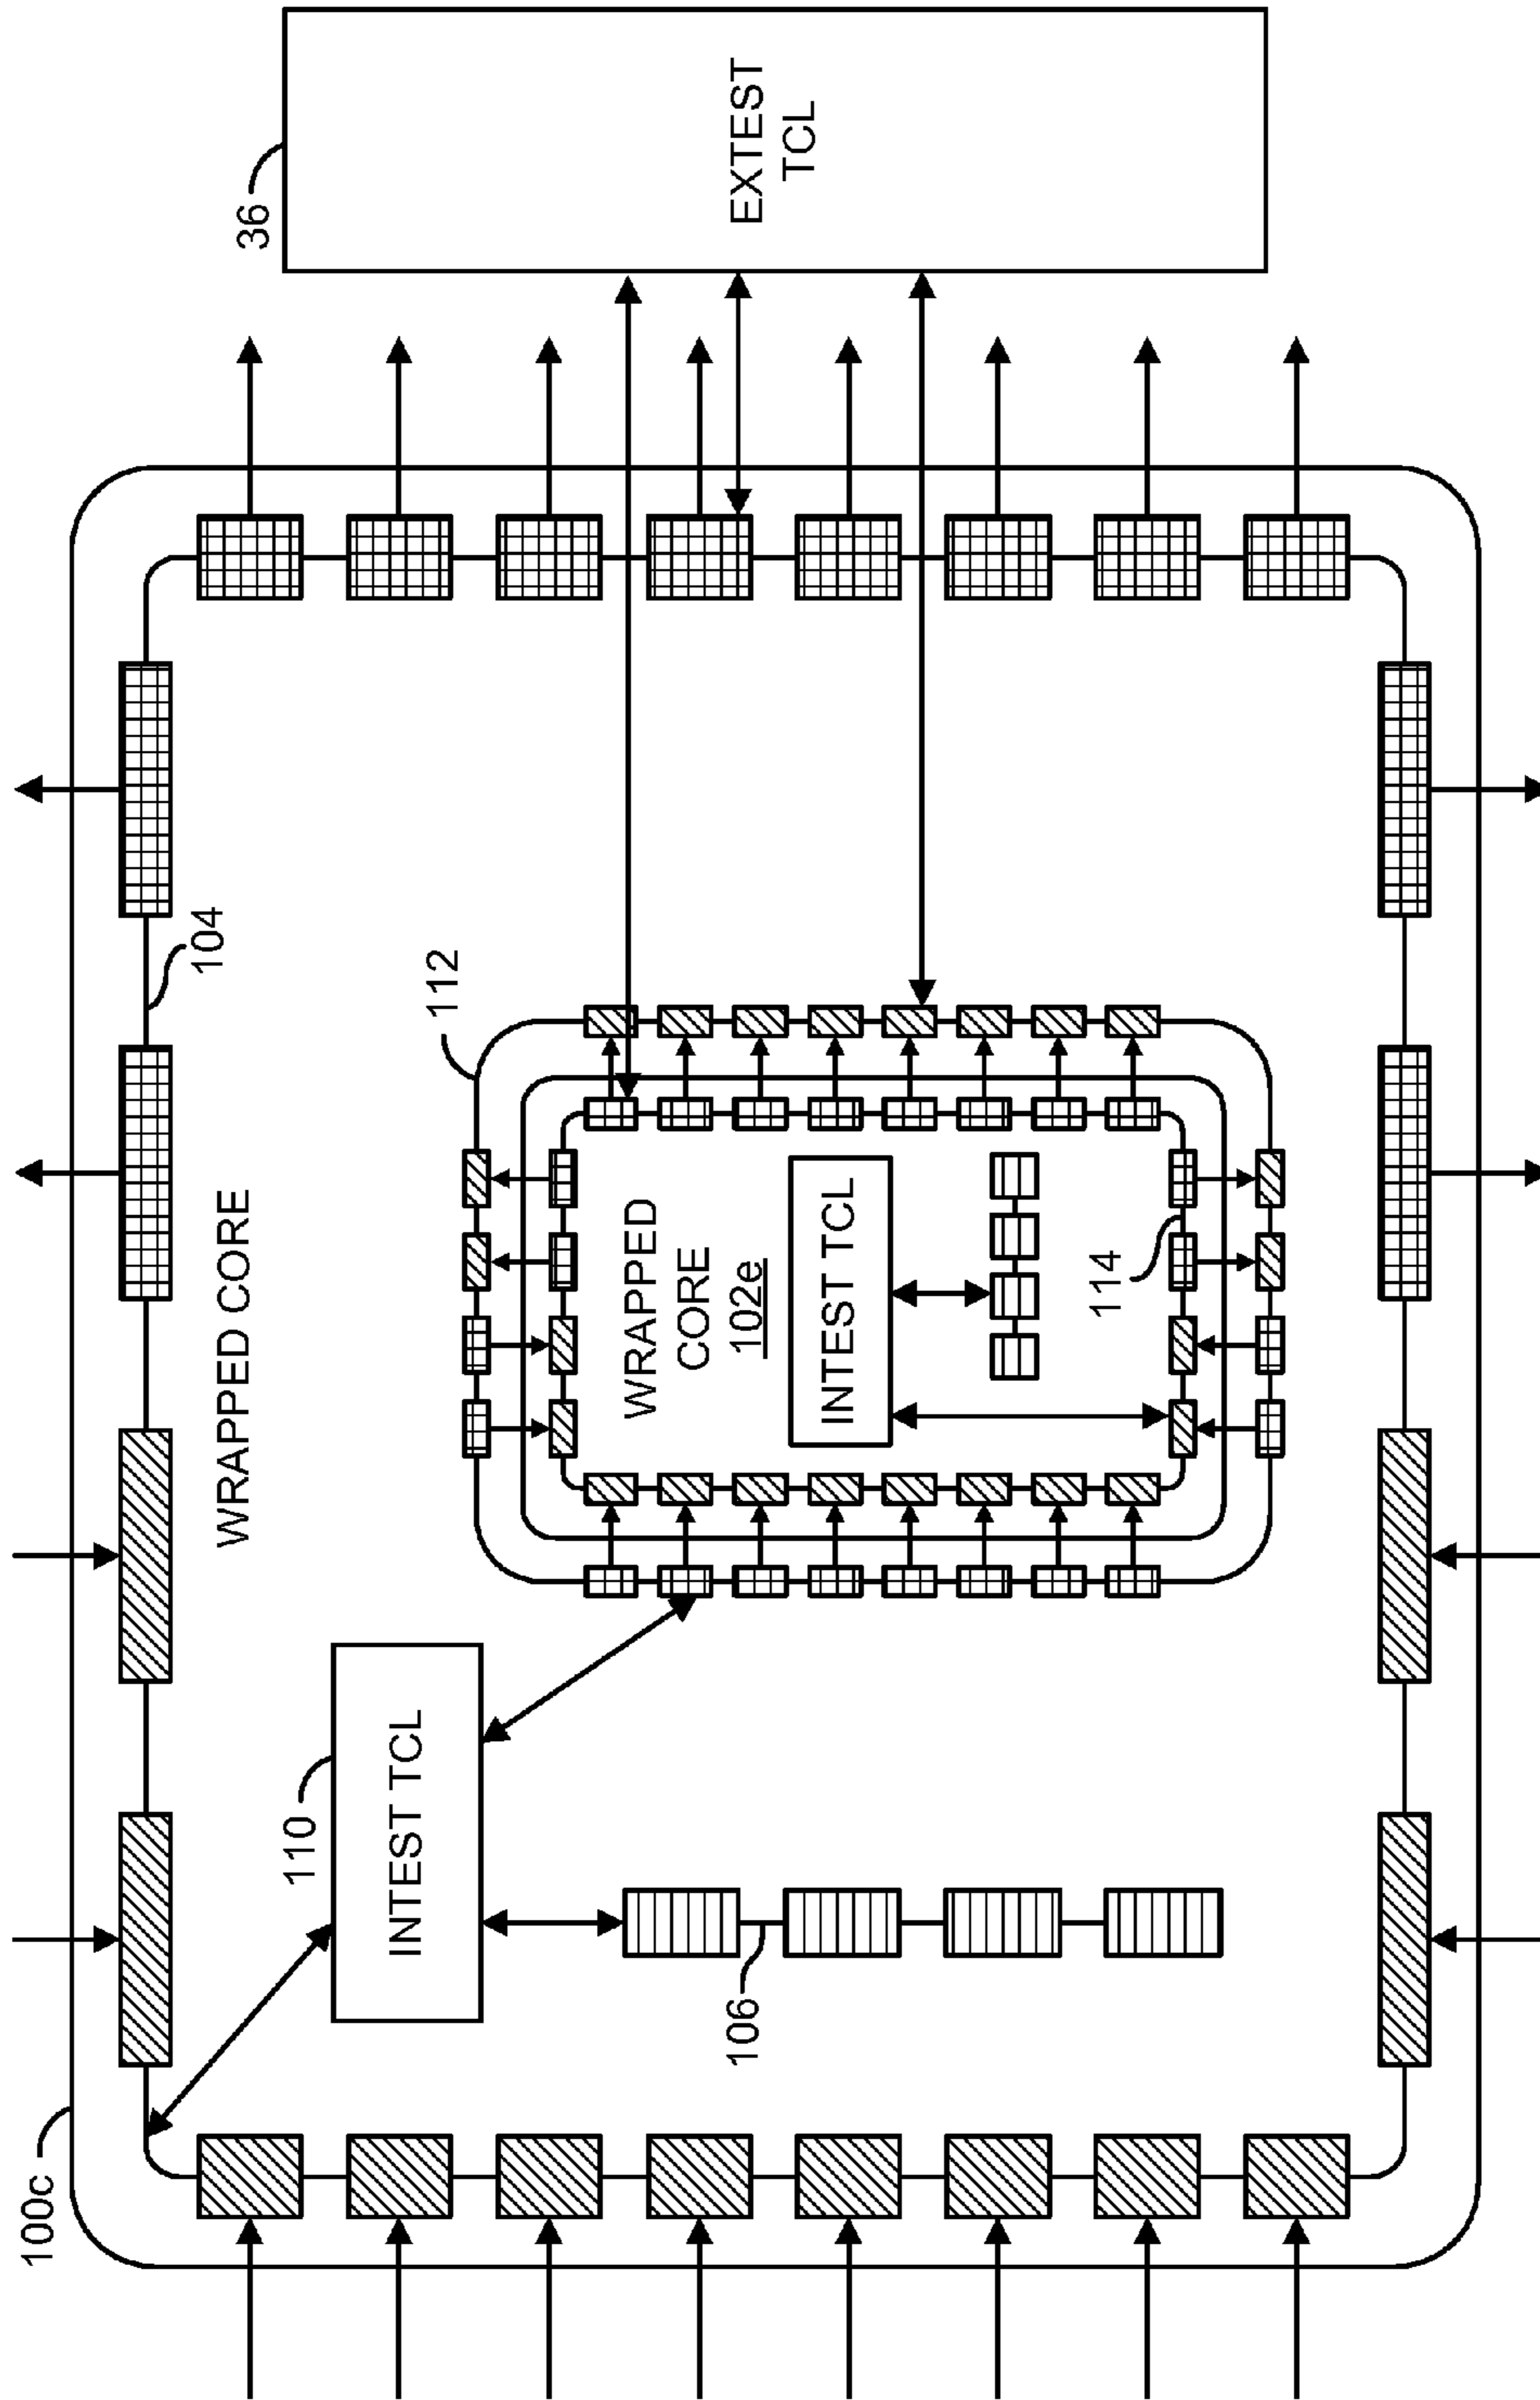 100c
WRAPPED CORE
104
110
INTEST TCL
106
112
WRAPPED
CORE
102e
INTEST TCL
114
36
EXTEST
TCL